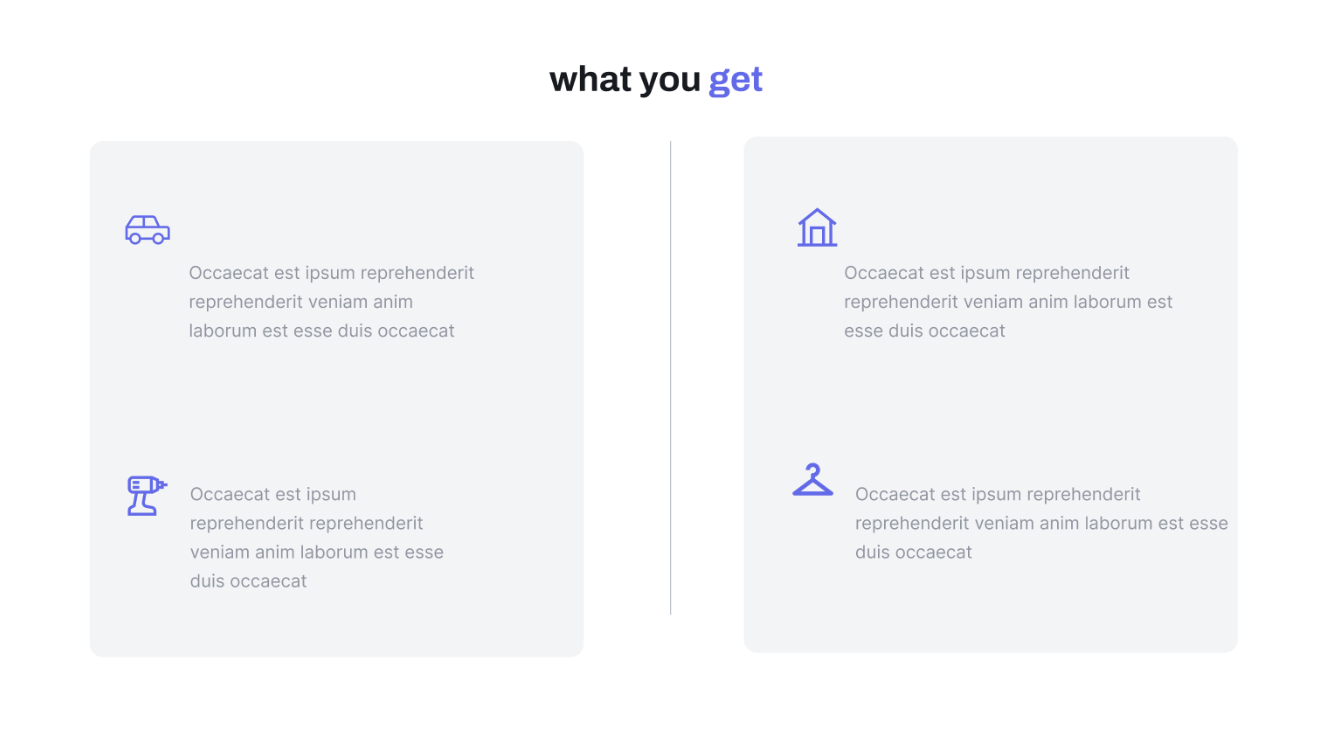 what you get
Occaecat est ipsum reprehenderit
reprehenderit veniam anim
laborum est esse duis occaecat
Occaecat est ipsum
reprehenderit reprehenderit
veniam anim laborum est esse
duis occaecat
Occaecat est ipsum reprehenderit
reprehenderit veniam anim laborum est
esse duis occaecat
Occaecat est ipsum reprehenderit
reprehenderit veniam anim laborum est esse
duis occaecat